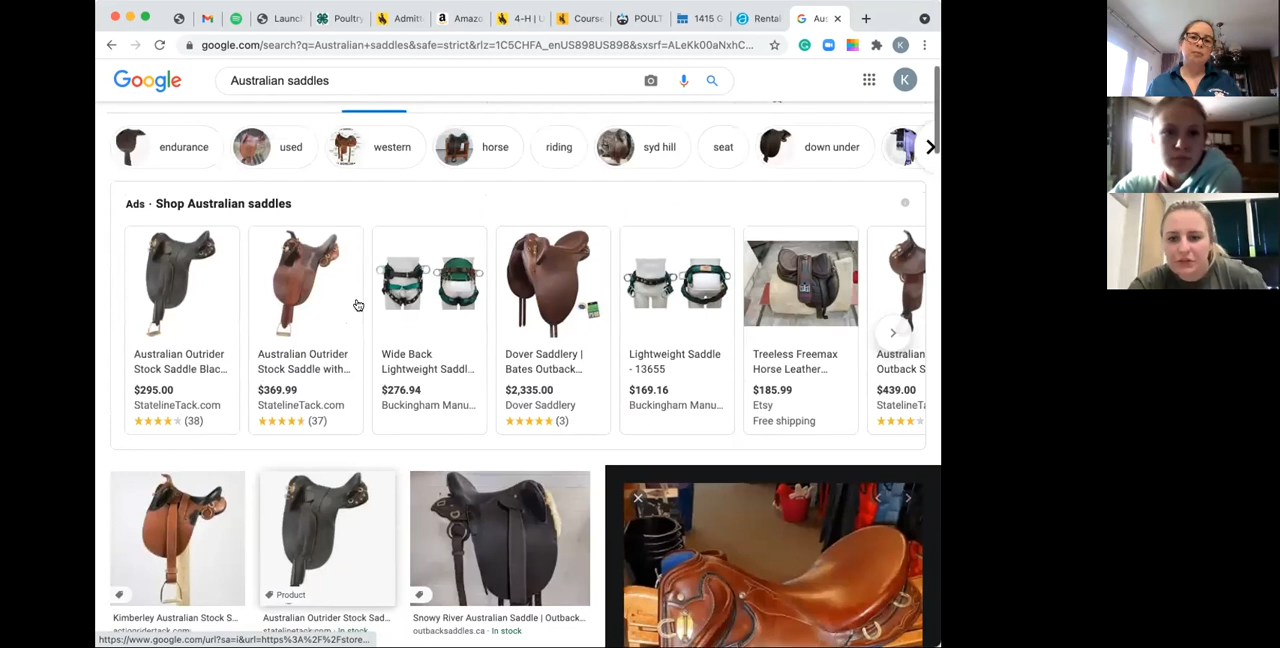 Launch
Poultry
Admitt
Amazo
4-H | U
Course
POULT
1415 G
Rental
Aus
google.com/search?q=Australian+saddles&safe=strict&rlz=1C5CHFA_enUS898US898&sxsrf=ALeKk00aNxhC...
K
Google
Australian saddles
K
endurance
used
western
horse
riding
syd hill
seat
down under
Ads · Shop Australian saddles
Australian Outrider
Stock Saddle Blac...
$295.00
StatelineTack.com
(38)
Australian Outrider
Stock Saddle with...
$369.99
StatelineTack.com
(37)
Wide Back
Lightweight Saddl...
$276.94
Buckingham Manu...
Dover Saddlery |
Bates Outback...
$2,335.00
Dover Saddlery
(3)
Lightweight Saddle
- 13655
$169.16
Buckingham Manu...
Treeless Freemax
Horse Leather...
$185.99
Etsy
Free shipping
Australian
Outback S
$439.00
StatelineT
Product
Kimberley Australian Stock S...
actionridertack.com
Australian Outrider Stock Sad...
statelinetack.com · In stock
Snowy River Australian Saddle | Outback...
outbacksaddles.ca · In stock
https://www.google.com/url?sa=i&url=https%3A%2F%2Fstore...